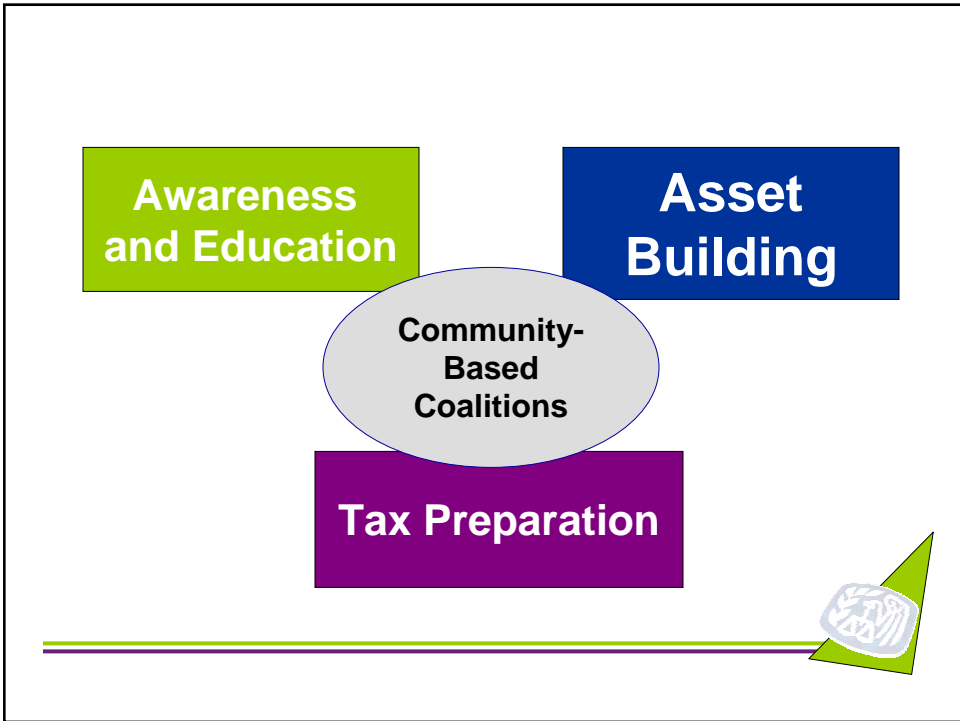 Awareness
and Education
Asset
Building
Community-
Based
Coalitions
Tax Preparation